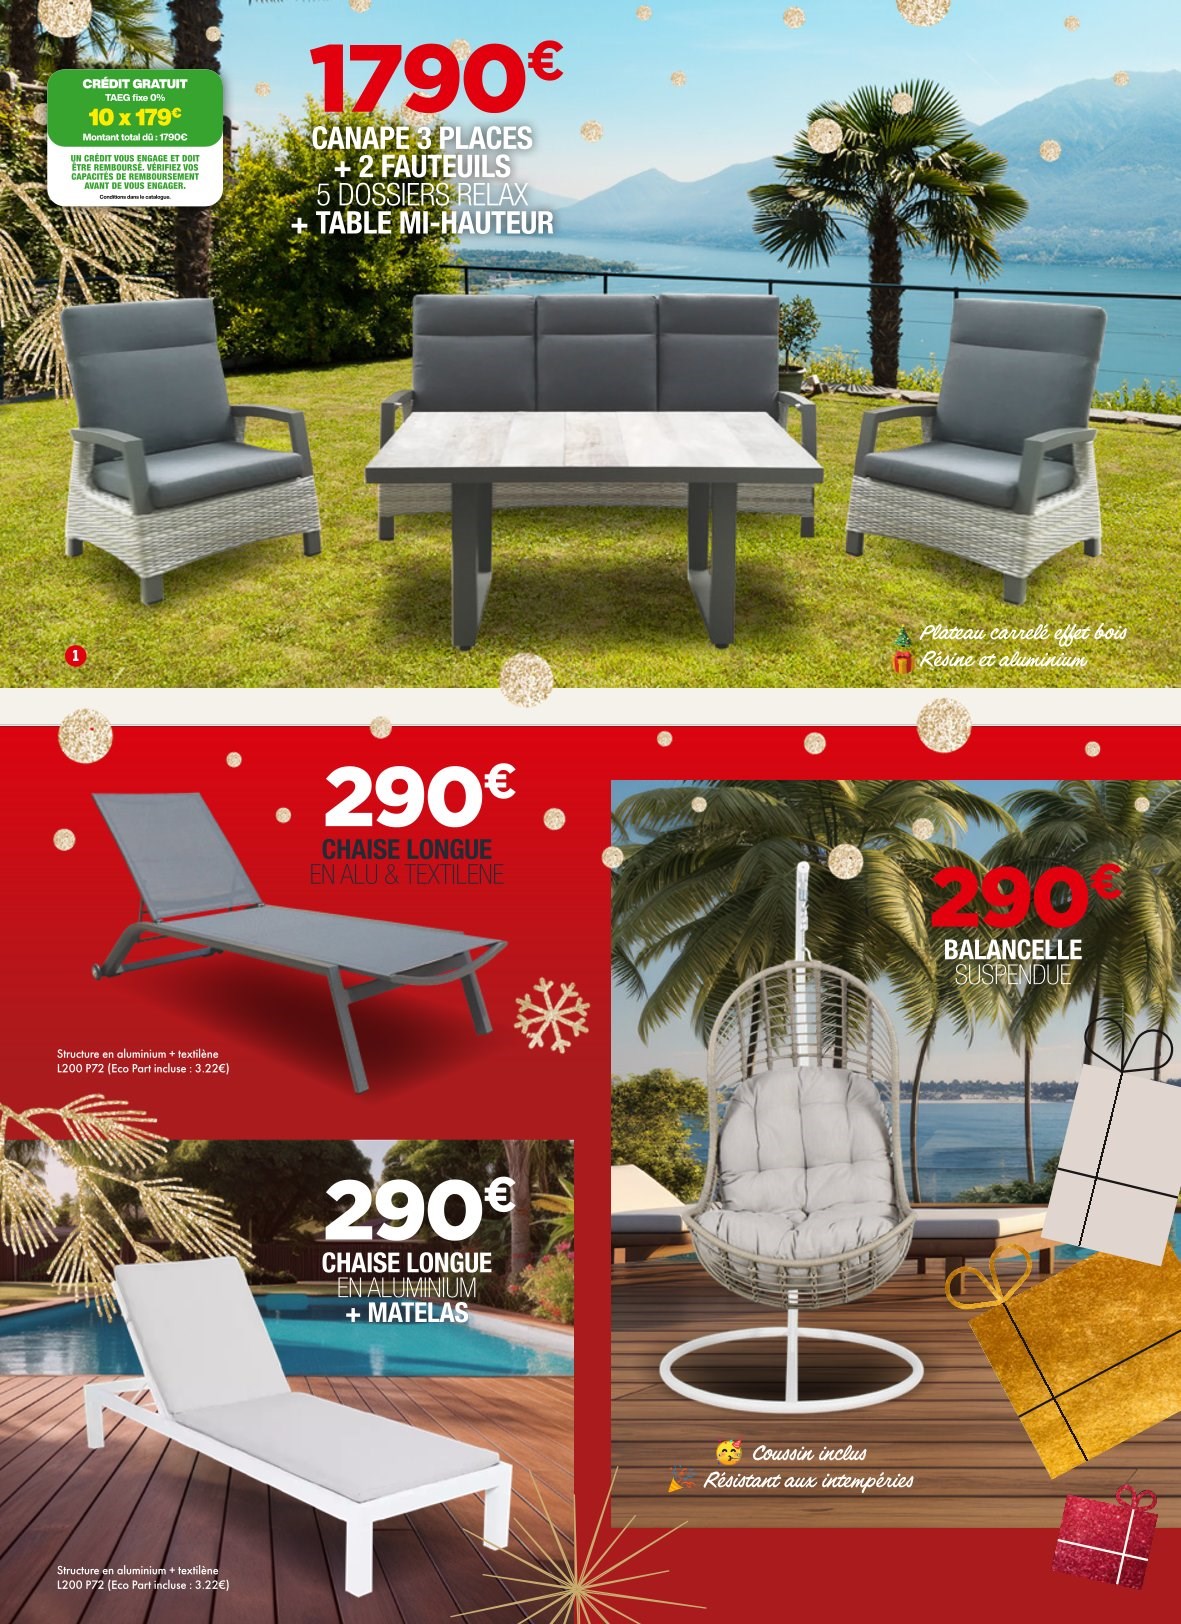 CRÉDIT GRATUIT
TAEG fixe 0%
10 x 179€
Montant total dû : 1790€
UN CRÉDIT VOUS ENGAGE ET DOIT
ÊTRE REMBOURSÉ. VÉRIFIEZ VOS
CAPACITÉS DE REMBOURSEMENT
AVANT DE VOUS ENGAGER.
Conditions dans le catalogue.
1790€
CANAPE 3 PLACES
+ 2 FAUTEUILS
5 DOSSIERS RELAX
+ TABLE MI-HAUTEUR
Plateau carrelé effet bois
Résine et aluminium
1
290€
CHAISE LONGUE
EN ALU & TEXTILENE
Structure en aluminium + textilène
L200 P72 (Eco Part incluse : 3.22€)
290€
BALANCELLE
SUSPENDUE
Coussin inclus
Résistant aux intempéries
290€
CHAISE LONGUE
EN ALUMINIUM
+ MATELAS
Structure en aluminium + textilène
L200 P72 (Eco Part incluse : 3.22€)